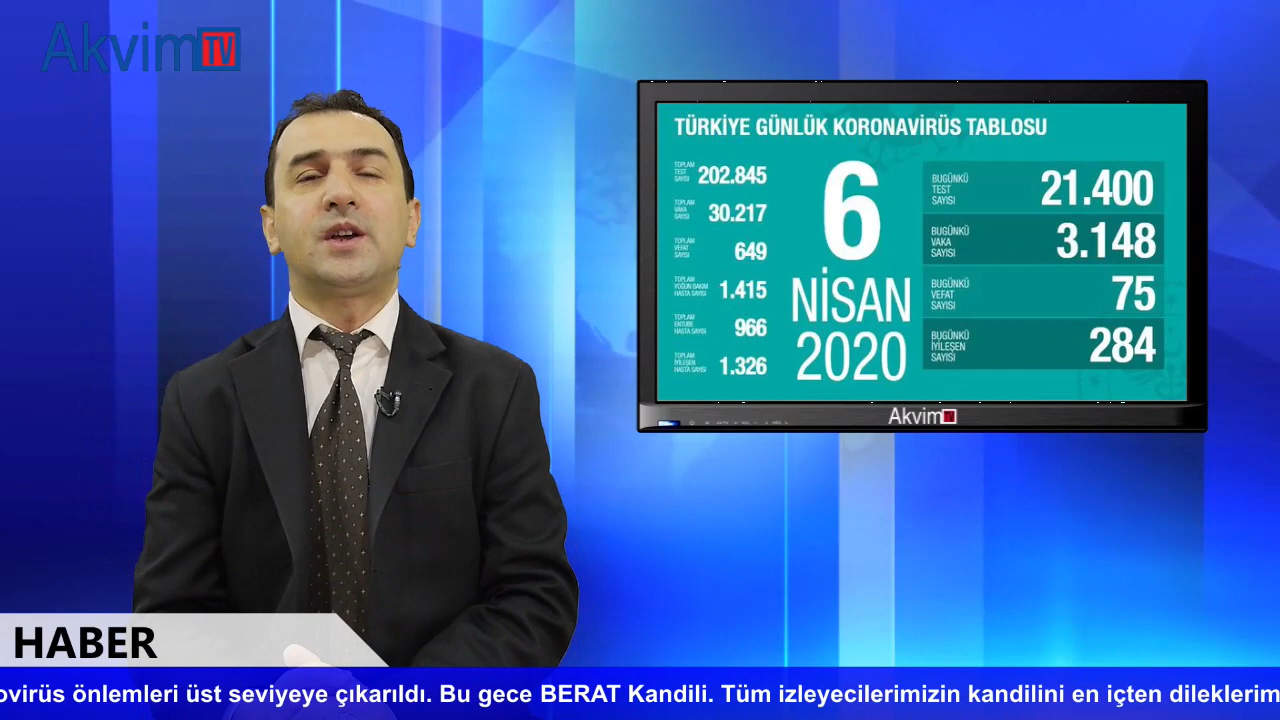 AkvimTV
TÜRKİYE GÜNLÜK KORONAVİRÜS TABLOSU
TOPLAM
TEST
SAYISI
202.845
TOPLAM
VAKA
SAYISI
30.217
TOPLAM
VEFAT
SAYISI
649
TOPLAM
YOĞUN BAKIM
HASTA SAYISI
1.415
TOPLAM
ENTUBE
HASTA SAYISI
966
TOPLAM
İYİLEŞEN
HASTA SAYISI
1.326
6
NİSAN
2020
BUGÜNKÜ
TEST
SAYISI
21.400
BUGÜNKÜ
VAKA
SAYISI
3.148
BUGÜNKÜ
VEFAT
SAYISI
75
BUGÜNKÜ
İYİLEŞEN
SAYISI
284
AkvimTV
HABER
ovirüs önlemleri üst seviyeye çıkarıldı. Bu gece BERAT Kandili. Tüm izleyecilerimizin kandilini en içten dileklerim